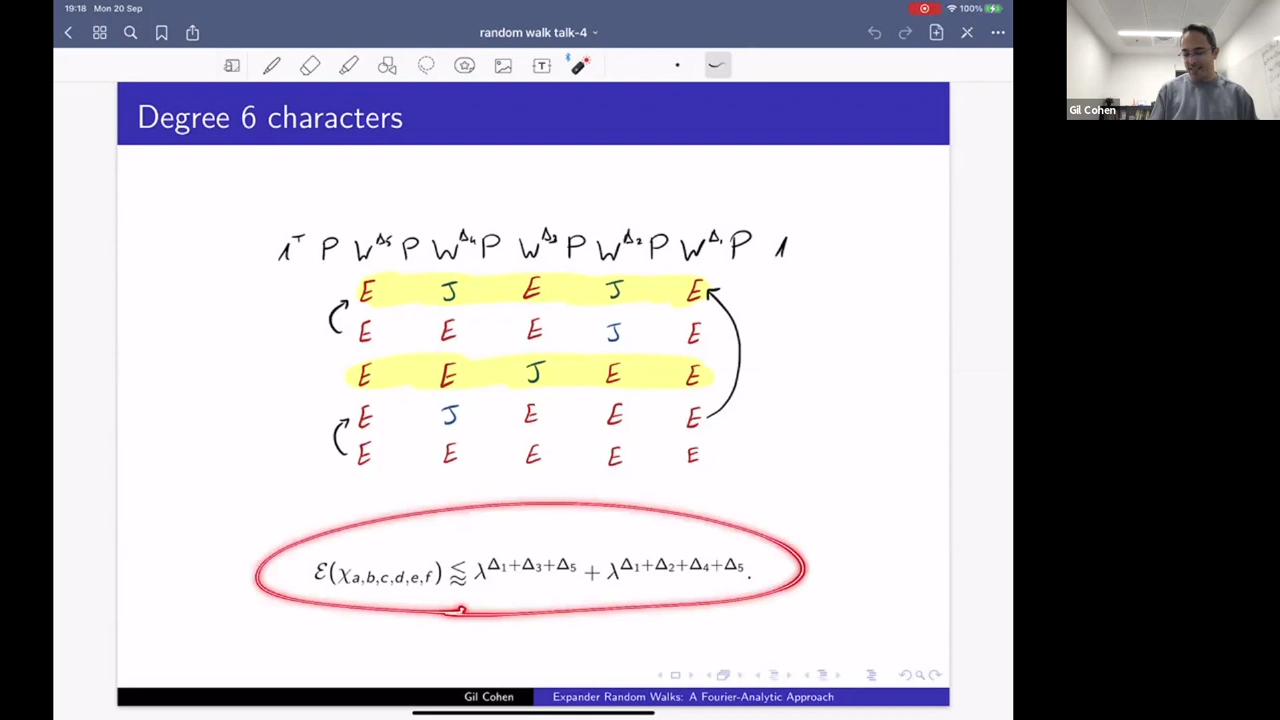 19:18 Mon 20 Sep
100%
random walk talk-4
T
Gil Cohen
Degree 6 characters
1ᵀ P W^Δ₅ P W^Δ₄ P W^Δ₃ P W^Δ₂ P W^Δ₁ P 1
E J E J E
E E E J E
E E J E E
E J E E E
E E E E E
ℰ(χ_{a,b,c,d,e,f}) ⪅ λ^{Δ₁+Δ₃+Δ₅} + λ^{Δ₁+Δ₂+Δ₄+Δ₅}.
Gil Cohen Expander Random Walks: A Fourier-Analytic Approach